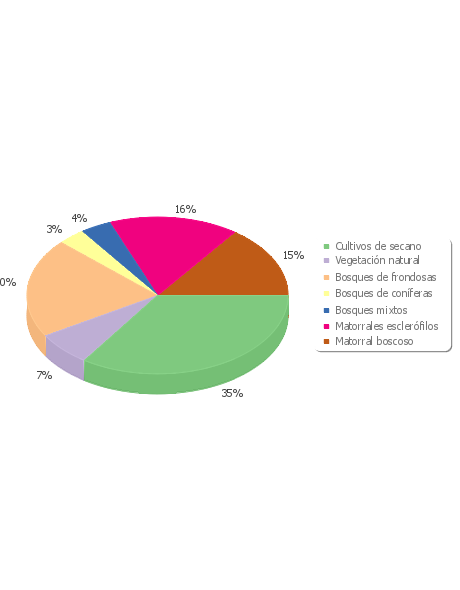 16%
4%
3%
15%
0%
7%
35%
Cultivos de secano
Vegetación natural
Bosques de frondosas
Bosques de coníferas
Bosques mixtos
Matorrales esclerófilos
Matorral boscoso